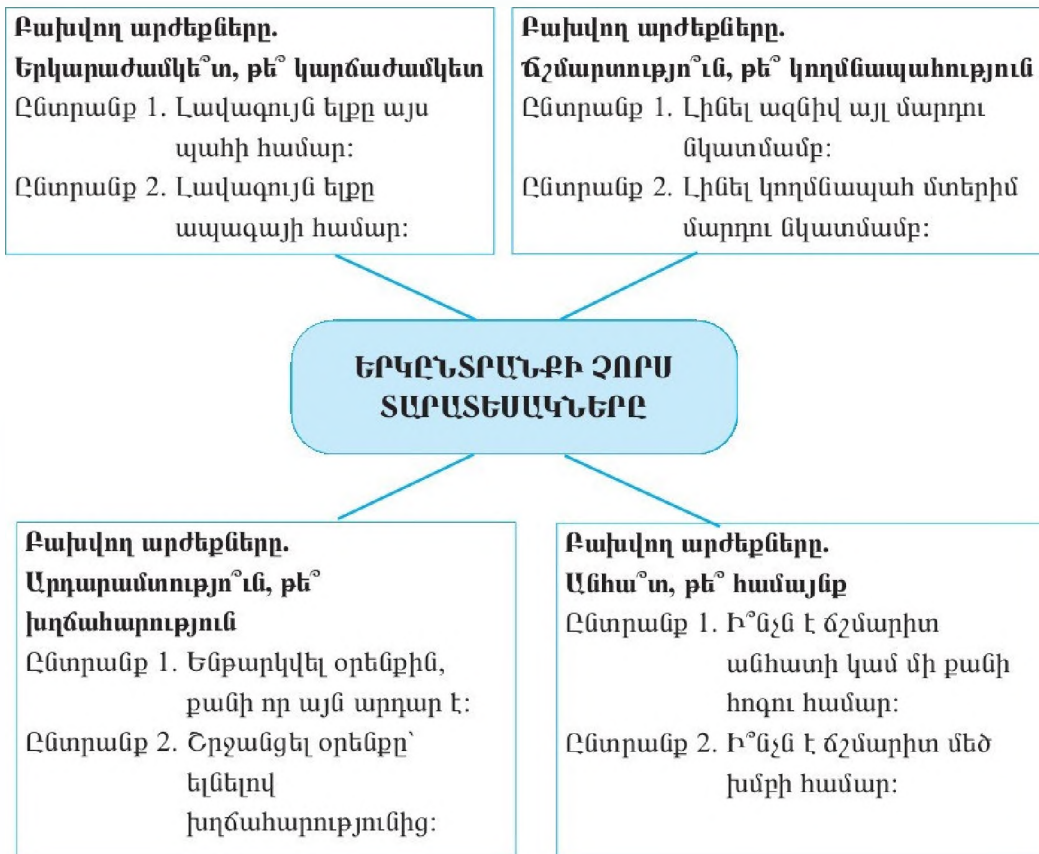 Բախվող արժեքները.
Երկարաժամկե՞տ, թե՞ կարճաժամկետ
Ընտրանք 1. Լավագույն ելքը այս
պահի համար:
Ընտրանք 2. Լավագույն ելքը
ապագայի համար:
Բախվող արժեքները.
Ճշմարտությո՞ւն, թե՞ կողմնապահություն
Ընտրանք 1. Լինել ազնիվ այլ մարդու
նկատմամբ:
Ընտրանք 2. Լինել կողմնապահ մտերիմ
մարդու նկատմամբ:
ԵՐԿԸՆՏՐԱՆՔԻ ՉՈՐՍ
ՏԱՐԱՏԵՍԱԿՆԵՐԸ
Բախվող արժեքները.
Արդարամտությո՞ւն, թե՞
խղճահարություն
Ընտրանք 1. Ենթարկվել օրենքին,
քանի որ այն արդար է:
Ընտրանք 2. Շրջանցել օրենքը՝
ելնելով
խղճահարությունից:
Բախվող արժեքները.
Անհա՞տ, թե՞ համայնք
Ընտրանք 1. Ի՞նչն է ճշմարիտ
անհատի կամ մի քանի
հոգու համար:
Ընտրանք 2. Ի՞նչն է ճշմարիտ մեծ
խմբի համար: